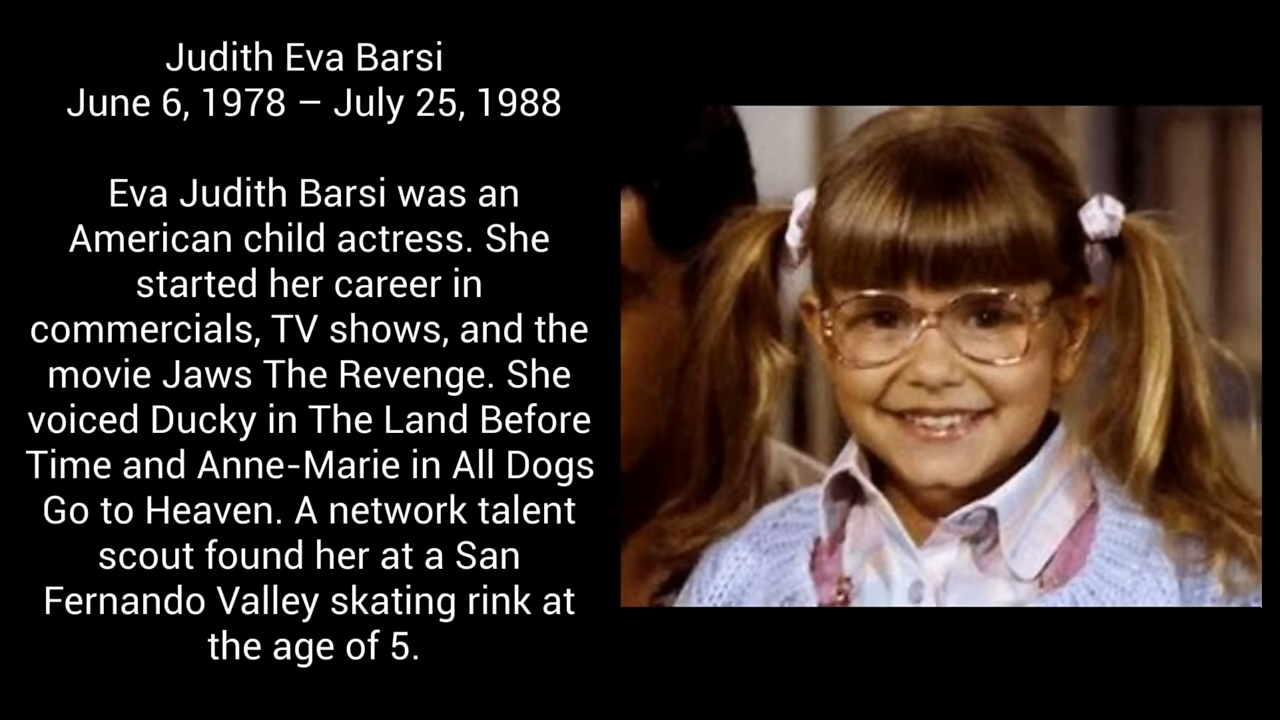 Judith Eva Barsi
June 6, 1978 – July 25, 1988
Eva Judith Barsi was an
American child actress. She
started her career in
commercials, TV shows, and the
movie Jaws The Revenge. She
voiced Ducky in The Land Before
Time and Anne-Marie in All Dogs
Go to Heaven. A network talent
scout found her at a San
Fernando Valley skating rink at
the age of 5.